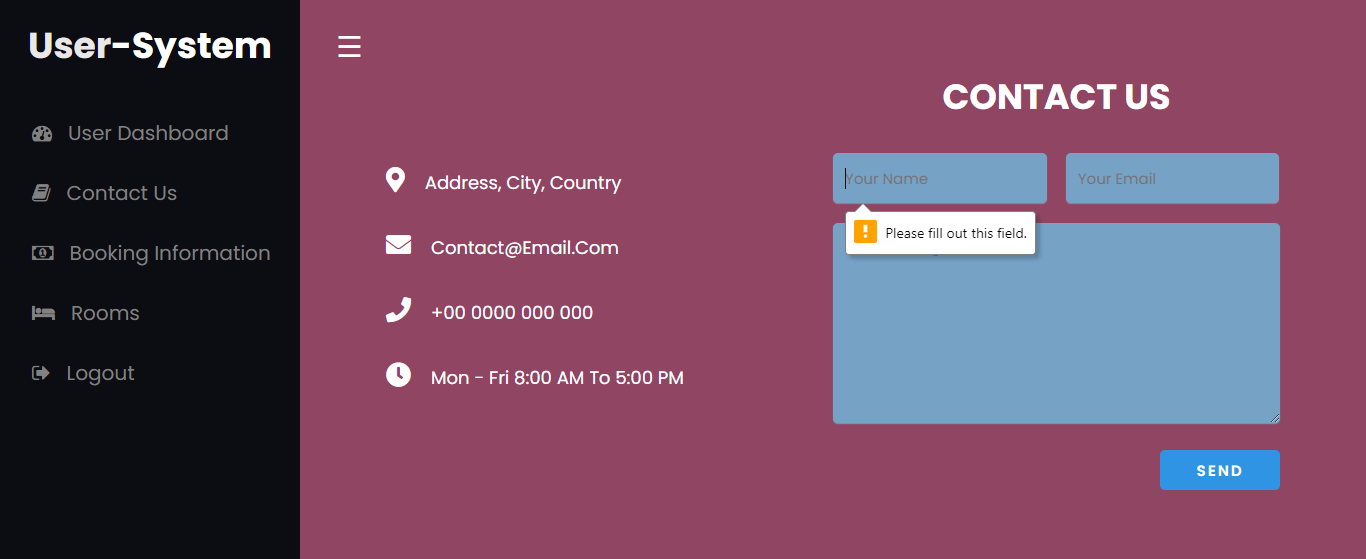 User-System
User Dashboard
Contact Us
Booking Information
Rooms
Logout
☰
CONTACT US
Address, City, Country
Contact@Email.Com
+00 0000 000 000
Mon - Fri 8:00 AM To 5:00 PM
Your Name
Your Email
Please fill out this field.
SEND